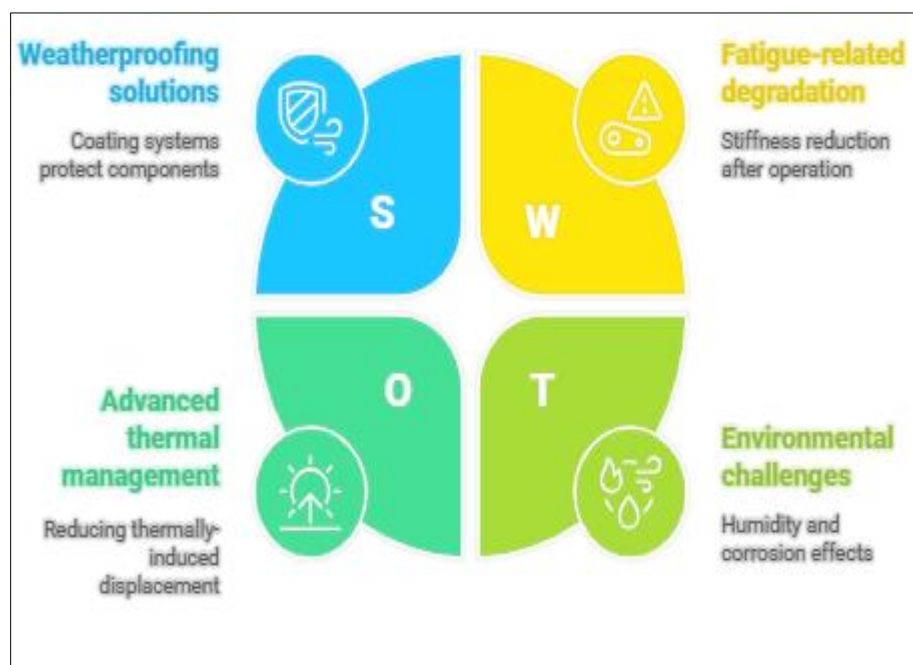 Weatherproofing
solutions
Coating systems
protect components
Fatigue-related
degradation
Stiffness reduction
after operation
S
W
O
T
Advanced
thermal
management
Reducing thermally-
induced
displacement
Environmental
challenges
Humidity and
corrosion effects